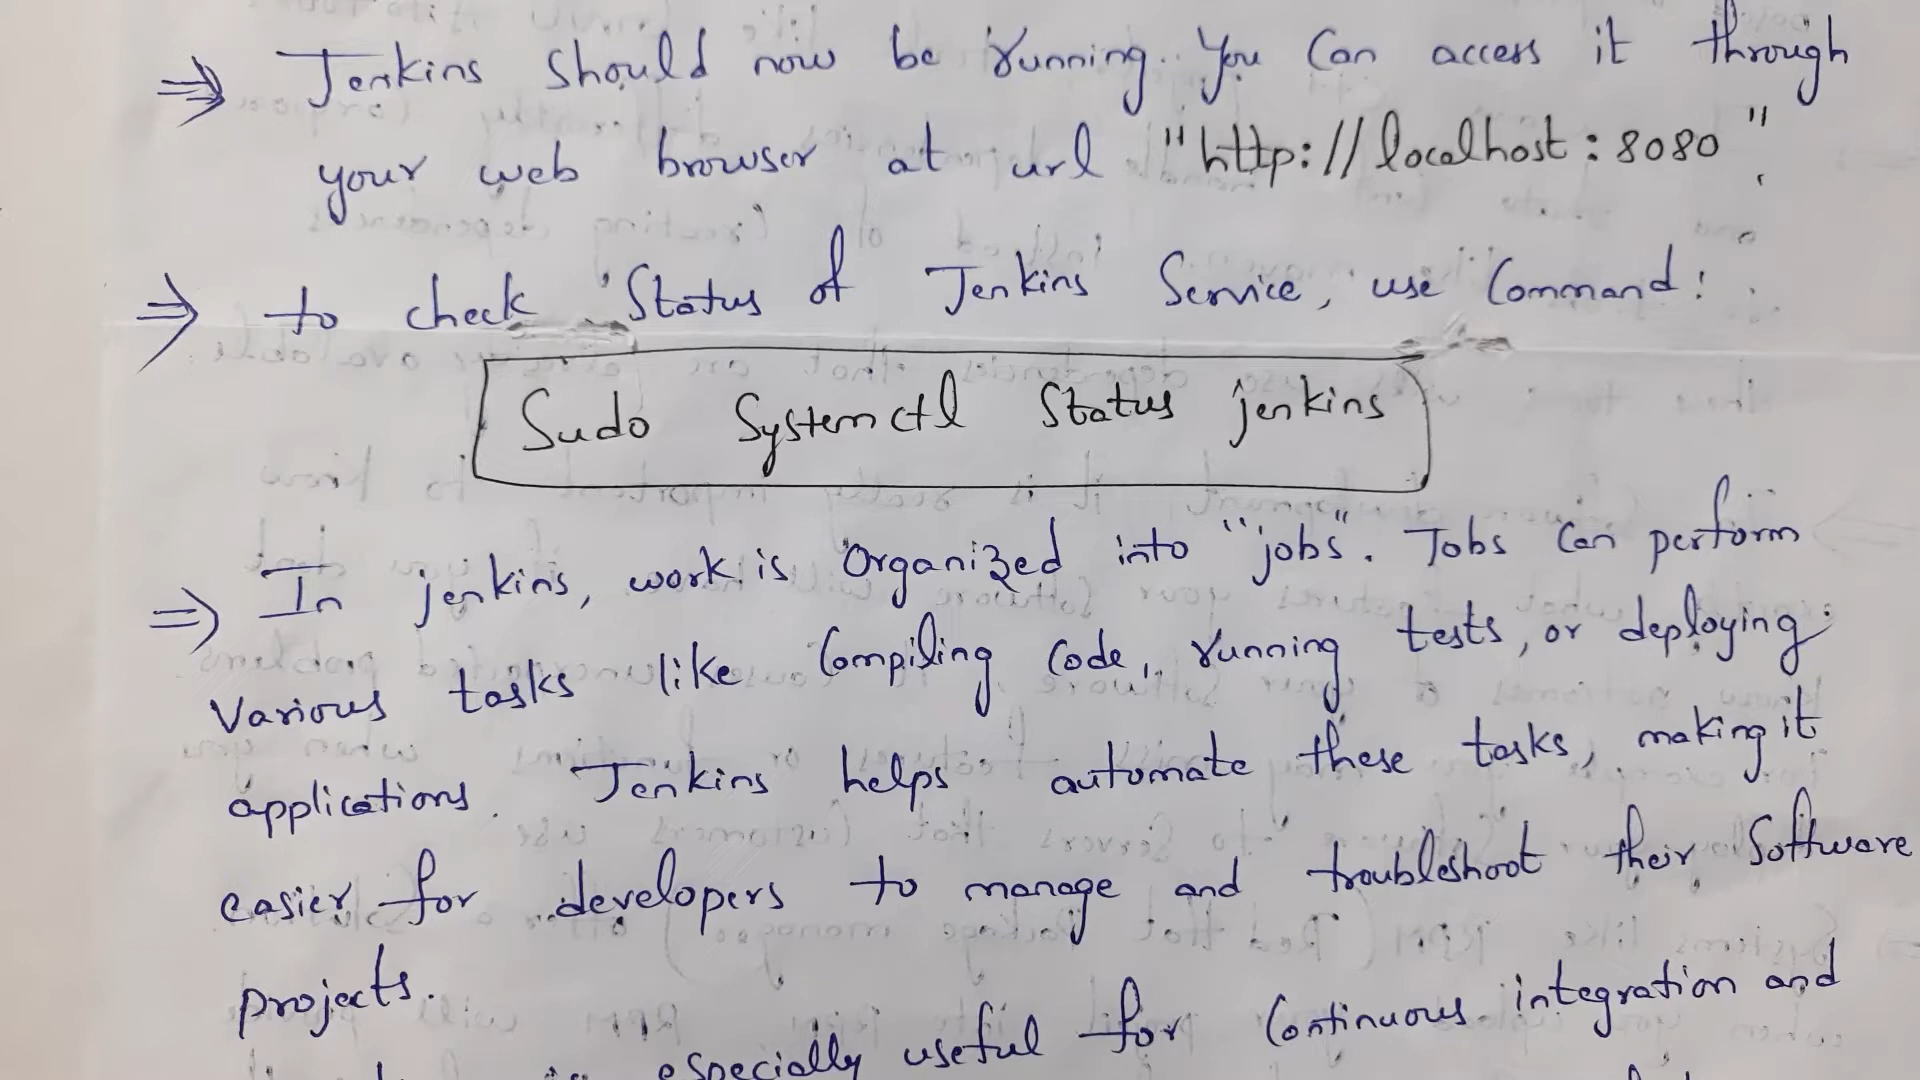 ⇒ Jenkins should now be running. You can access it through
your web browser at url "http://localhost:8080".
⇒ to check status of Jenkins Service, use Command:
Sudo Systemctl Status jenkins
⇒ In jenkins, work is organized into "jobs". Jobs can perform
various tasks like Compiling Code, running tests, or deploying
applications. Jenkins helps automate these tasks, making it
easier for developers to manage and troubleshoot their Software
projects.
especially useful for Continuous integration and